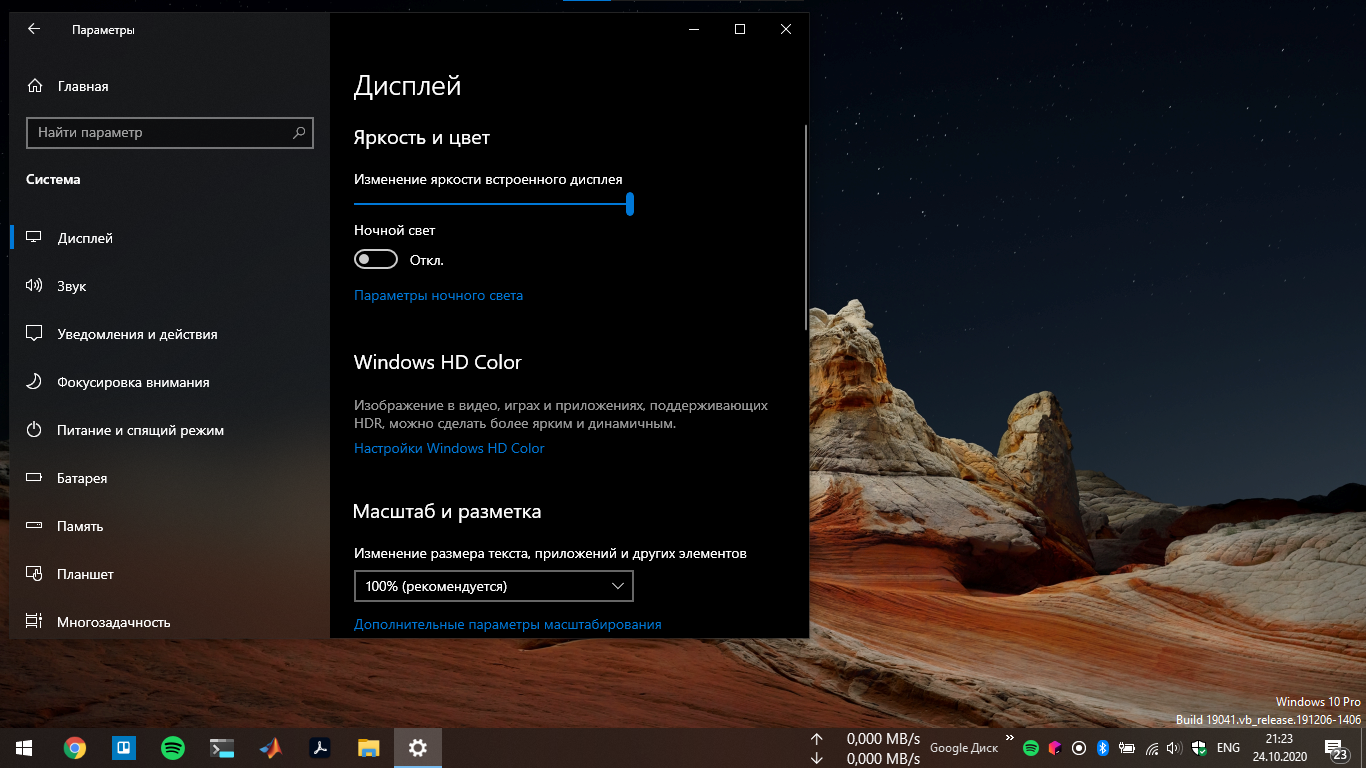 Параметры
Главная
Найти параметр
Система
Дисплей
Звук
Уведомления и действия
Фокусировка внимания
Питание и спящий режим
Батарея
Память
Планшет
Многозадачность
Дисплей
Яркость и цвет
Изменение яркости встроенного дисплея
Ночной свет
Откл.
Параметры ночного света
Windows HD Color
Изображение в видео, играх и приложениях, поддерживающих
HDR, можно сделать более ярким и динамичным.
Настройки Windows HD Color
Масштаб и разметка
Изменение размера текста, приложений и других элементов
100% (рекомендуется)
Дополнительные параметры масштабирования
Windows 10 Pro
Build 19041.vb_release.191206-1406
0,000 MB/s
0,000 MB/s
Google Диск
ENG
21:23
24.10.2020
23